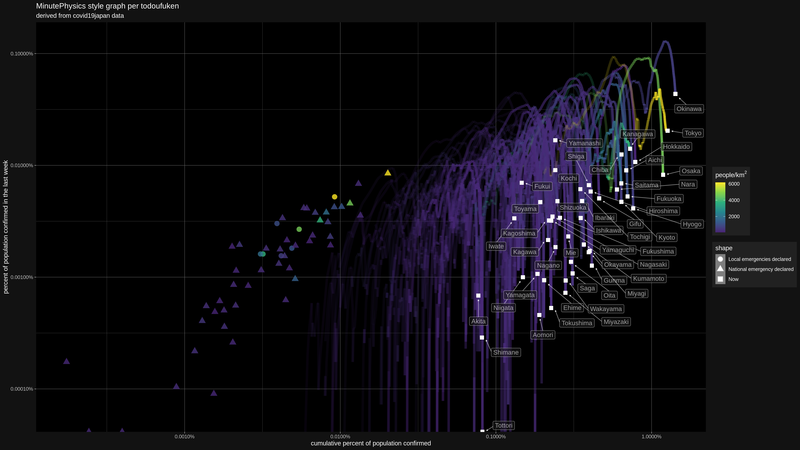 MinutePhysics style graph per todoufuken
derived from covid19japan data
percent of population confirmed in the last week
0.10000%
0.01000%
0.00100%
0.00010%
Okinawa
Tokyo
Kanagawa
Yamanashi
Hokkaido
Shiga
Aichi
Chiba
Osaka
Kochi
Fukui
Saitama
Nara
Fukuoka
Toyama
Shizuoka
Hiroshima
Ibaraki
Gifu
Hyogo
Kagoshima
Ishikawa
Tochigi
Kyoto
Iwate
Kagawa
Mie
Yamaguchi
Fukushima
Nagano
Okayama
Nagasaki
Gunma
Kumamoto
Saga
Yamagata
Oita
Miyagi
Niigata
Ehime
Wakayama
Akita
Tokushima
Miyazaki
Aomori
Shimane
Tottori
0.0010%
0.0100%
0.1000%
1.0000%
cumulative percent of population confirmed
people/km²
6000
4000
2000
shape
Local emergencies declared
National emergency declared
Now